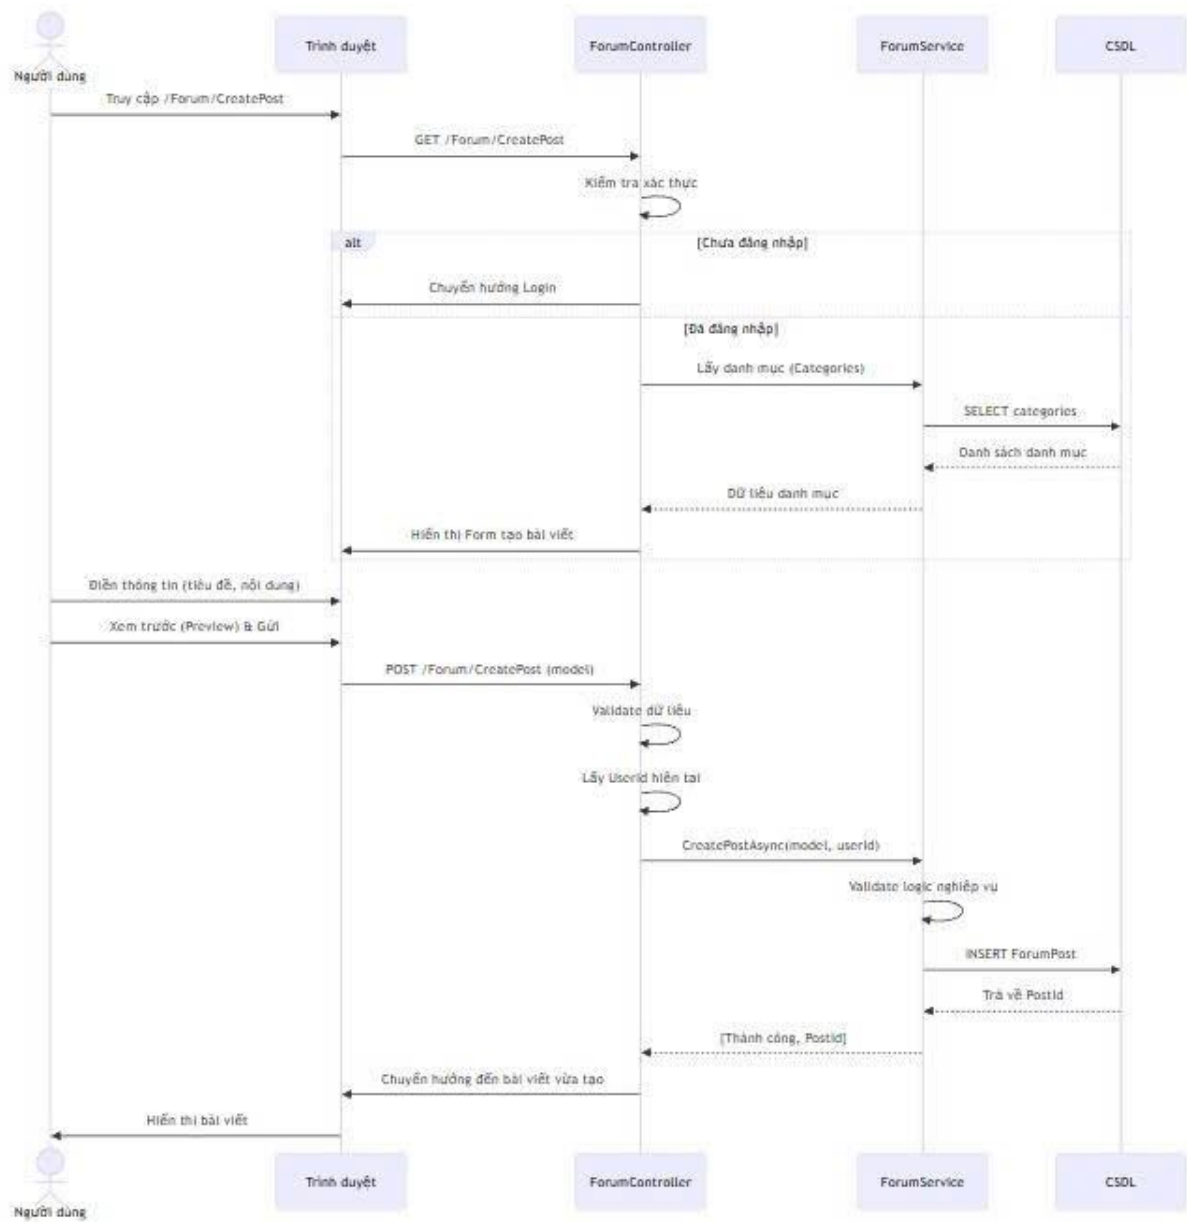 Người dùng
Trình duyệt
ForumController
ForumService
CSDL
Truy cập /Forum/CreatePost
GET /Forum/CreatePost
Kiểm tra xác thực
alt
[Chưa đăng nhập]
Chuyển hướng Login
[Đã đăng nhập]
Lấy danh mục (Categories)
SELECT categories
Danh sách danh mục
Dữ liệu danh mục
Hiển thị Form tạo bài viết
Điền thông tin (tiêu đề, nội dung)
Xem trước (Preview) & Gửi
POST /Forum/CreatePost (model)
Validate dữ liệu
Lấy UserId hiện tại
CreatePostAsync(model, userId)
Validate logic nghiệp vụ
INSERT ForumPost
Trả về PostId
[Thành công, PostId]
Chuyển hướng đến bài viết vừa tạo
Hiển thị bài viết
Người dùng
Trình duyệt
ForumController
ForumService
CSDL